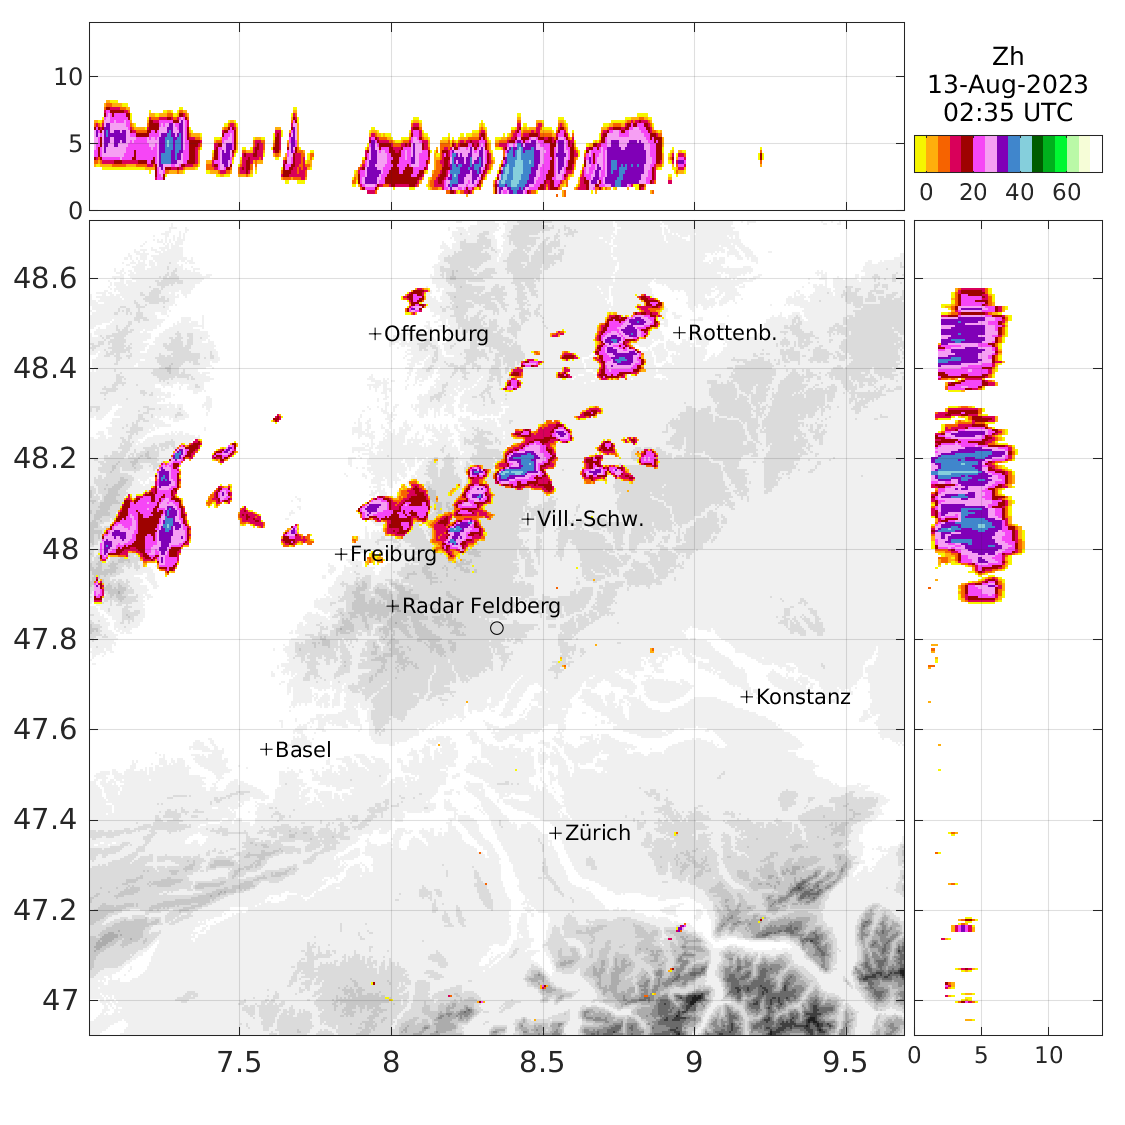 10
5
0
Zh
13-Aug-2023
02:35 UTC
0 20 40 60
48.6
48.4
48.2
48
47.8
47.6
47.4
47.2
47
Offenburg
Rottenb.
Vill.-Schw.
Freiburg
Radar Feldberg
Konstanz
Basel
Zürich
7.5 8 8.5 9 9.5
0 5 10